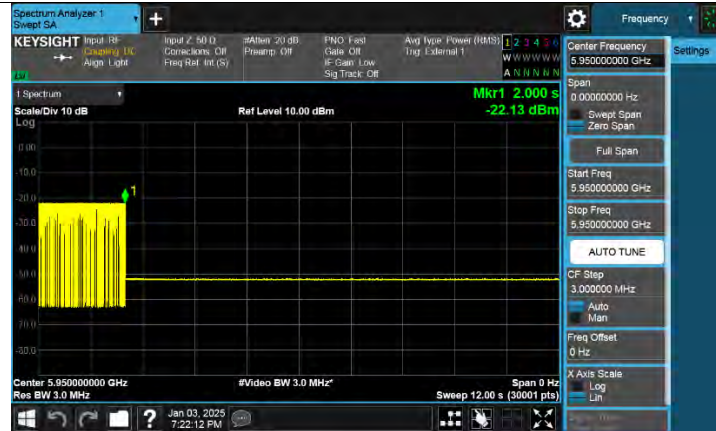 Spectrum Analyzer 1
Swept SA
Frequency
KEYSIGHT
Input: RF
Coupling: DC
Align: Light
Input Z: 50 Ω
Corrections: Off
Freq Ref: Int (S)
#Atten: 20 dB
Preamp: Off
PNO: Fast
Gate: Off
IF Gain: Low
Sig Track: Off
Avg Type: Power (RMS)
Trig: External 1
1 2 3 4 5 6
W W W W W W
A N N N N N
Center Frequency
5.950000000 GHz
Settings
1 Spectrum
Mkr1 2.000 s
Scale/Div 10 dB
Ref Level 10.00 dBm
-22.13 dBm
Log
0.00
-10.0
-20.0
-30.0
-40.0
-50.0
-60.0
-70.0
-80.0
1
Center 5.950000000 GHz
#Video BW 3.0 MHz*
Span 0 Hz
Res BW 3.0 MHz
Sweep 12.00 s (30001 pts)
Span
0.00000000 Hz
Swept Span
Zero Span
Full Span
Start Freq
5.950000000 GHz
Stop Freq
5.950000000 GHz
AUTO TUNE
CF Step
3.000000 MHz
Auto
Man
Freq Offset
0 Hz
X Axis Scale
Log
Lin
?
Jan 03, 2025
7:22:12 PM